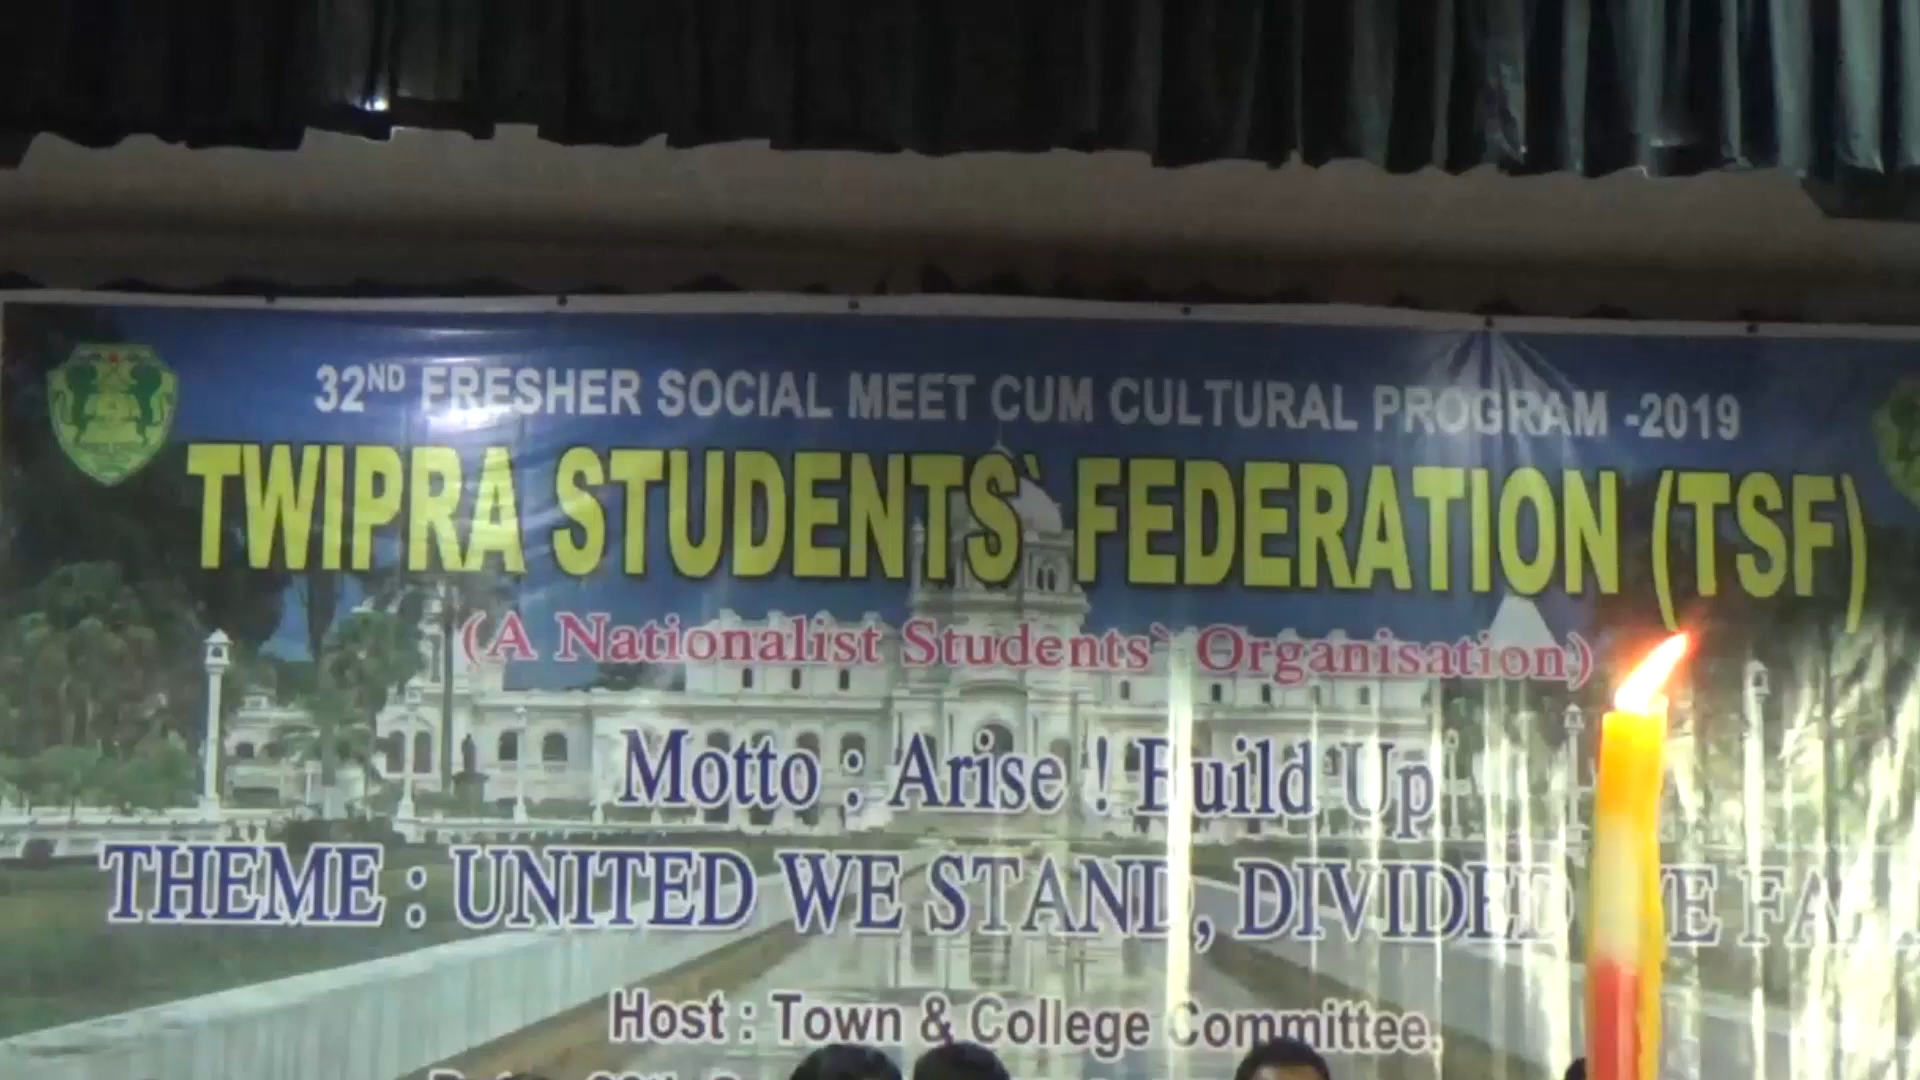 32ND FRESHER SOCIAL MEET CUM CULTURAL PROGRAM -2019
TWIPRA STUDENTS` FEDERATION (TSF)
(A Nationalist Students` Organisation)
Motto : Arise ! Build Up
THEME : UNITED WE STAND, DIVIDED WE
Host : Town & College Committee.